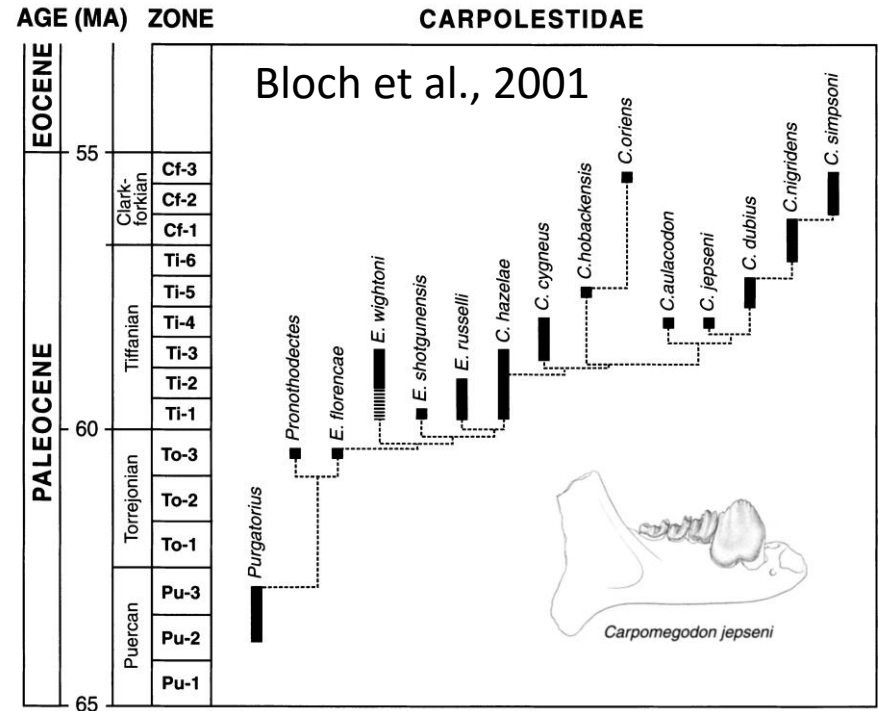 AGE (MA) ZONE CARPOLESTIDAE
Bloch et al., 2001
EOCENE
PALEOCENE
55
60
65
Clark-
forkian
Tiffanian
Torrejonian
Puercan
Cf-3
Cf-2
Cf-1
Ti-6
Ti-5
Ti-4
Ti-3
Ti-2
Ti-1
To-3
To-2
To-1
Pu-3
Pu-2
Pu-1
Purgatorius
Pronothodectes
E. florencae
E. wightoni
E. shotgunensis
E. russelli
C. hazelae
C. cygneus
C.hobackensis
C.oriens
C.aulacodon
C. jepseni
C. dubius
C.nigridens
C. simpsoni
Carpomegodon jepseni